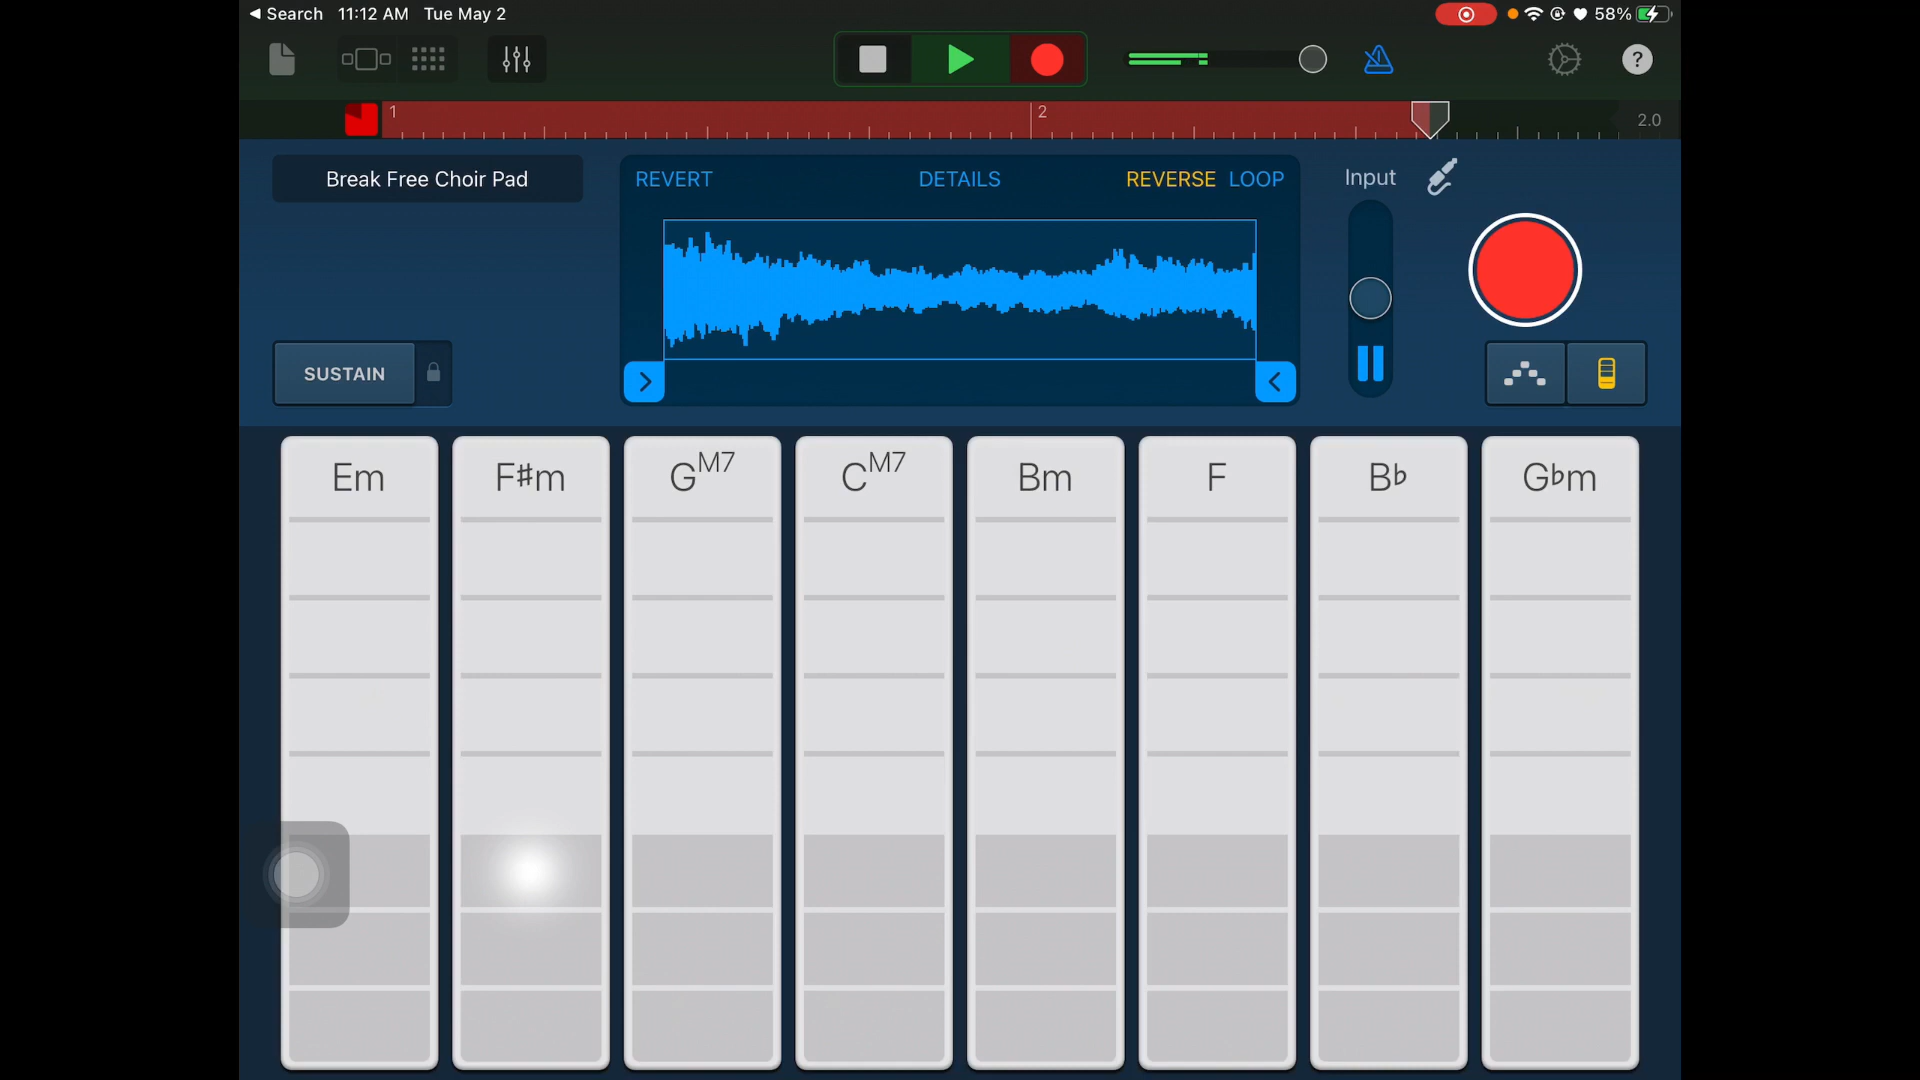 Search 11:12 AM Tue May 2 58%
?
1 2 2.0
Break Free Choir Pad
REVERT DETAILS REVERSE LOOP
Input
SUSTAIN
Em F♯m GM7 CM7 Bm F B♭ G♭m